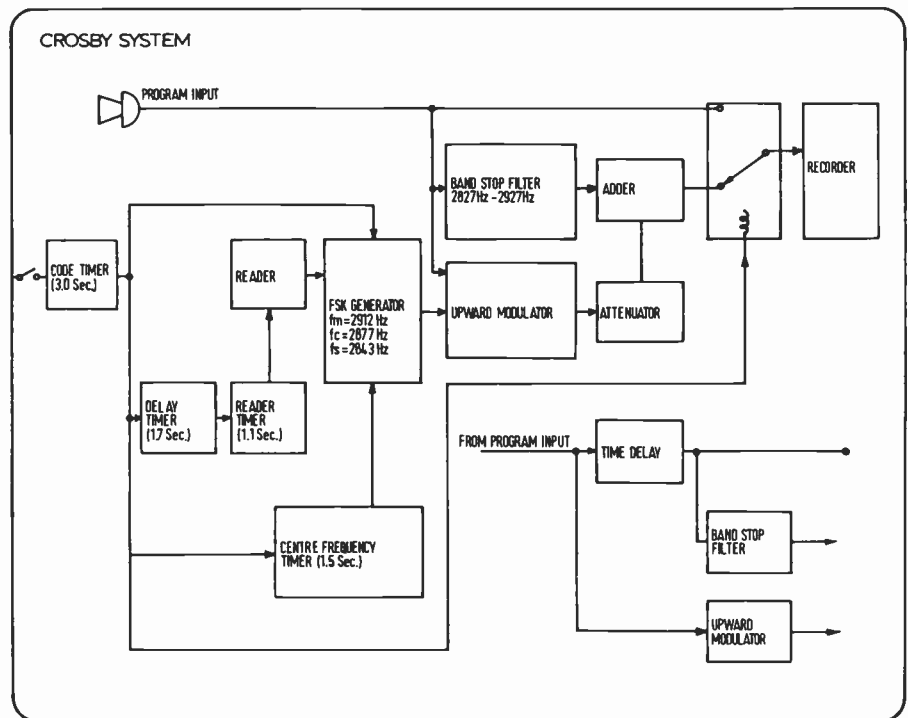 CROSBY SYSTEM
PROGRAM INPUT
BAND STOP FILTER
2827Hz-2927Hz
ADDER
RECORDER
CODE TIMER
(3.0 Sec.)
READER
FSK GENERATOR
fm=2912 Hz
fc=2877 Hz
fs=2843 Hz
UPWARD MODULATOR
ATTENUATOR
DELAY
TIMER
(1.7 Sec.)
READER
TIMER
(1.1 Sec.)
FROM PROGRAM INPUT
TIME DELAY
CENTRE FREQUENCY
TIMER (1.5 Sec.)
BAND STOP
FILTER
UPWARD
MODULATOR